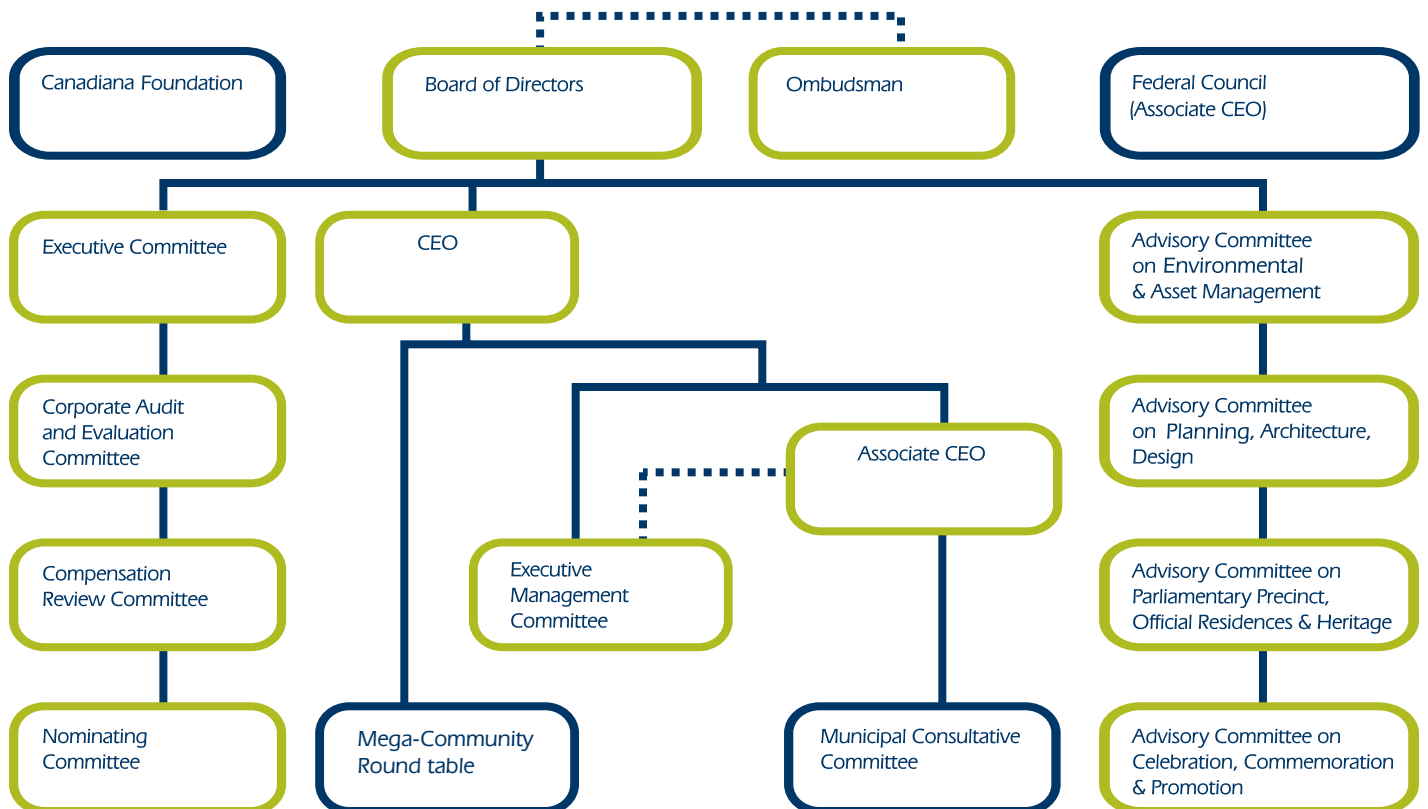 Canadiana Foundation
Board of Directors
Ombudsman
Federal Council
(Associate CEO)
Executive Committee
CEO
Advisory Committee
on Environmental
& Asset Management
Corporate Audit
and Evaluation
Committee
Associate CEO
Advisory Committee
on Planning, Architecture,
Design
Compensation
Review Committee
Executive
Management
Committee
Advisory Committee on
Parliamentary Precinct,
Official Residences & Heritage
Nominating
Committee
Mega-Community
Round table
Municipal Consultative
Committee
Advisory Committee on
Celebration, Commemoration
& Promotion